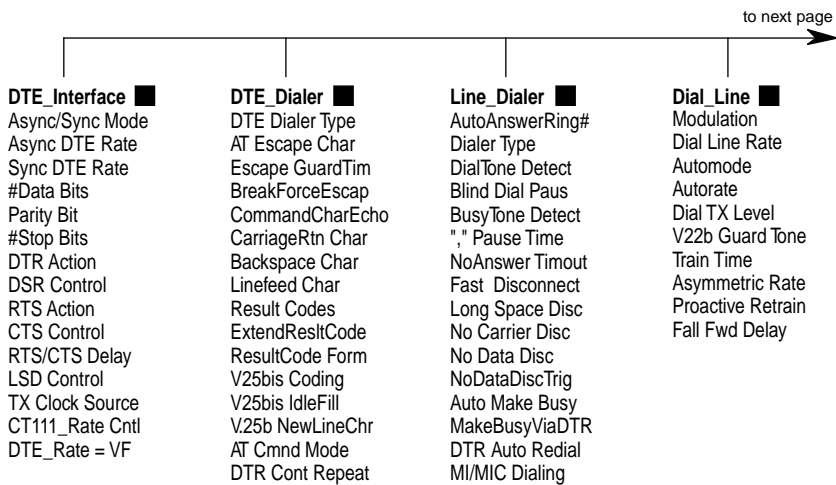 to next page
DTE_Interface
Async/Sync Mode
Async DTE Rate
Sync DTE Rate
#Data Bits
Parity Bit
#Stop Bits
DTR Action
DSR Control
RTS Action
CTS Control
RTS/CTS Delay
LSD Control
TX Clock Source
CT111_Rate Cntl
DTE_Rate = VF
DTE_Dialer
DTE Dialer Type
AT Escape Char
Escape GuardTim
BreakForceEscap
CommandCharEcho
CarriageRtn Char
Backspace Char
Linefeed Char
Result Codes
ExtendResltCode
ResultCode Form
V25bis Coding
V25bis IdleFill
V.25b NewLineChr
AT Cmnd Mode
DTR Cont Repeat
Line_Dialer
AutoAnswerRing#
Dialer Type
DialTone Detect
Blind Dial Paus
BusyTone Detect
"," Pause Time
NoAnswer Timout
Fast Disconnect
Long Space Disc
No Carrier Disc
No Data Disc
NoDataDiscTrig
Auto Make Busy
MakeBusyViaDTR
DTR Auto Redial
MI/MIC Dialing
Dial_Line
Modulation
Dial Line Rate
Automode
Autorate
Dial TX Level
V22b Guard Tone
Train Time
Asymmetric Rate
Proactive Retrain
Fall Fwd Delay